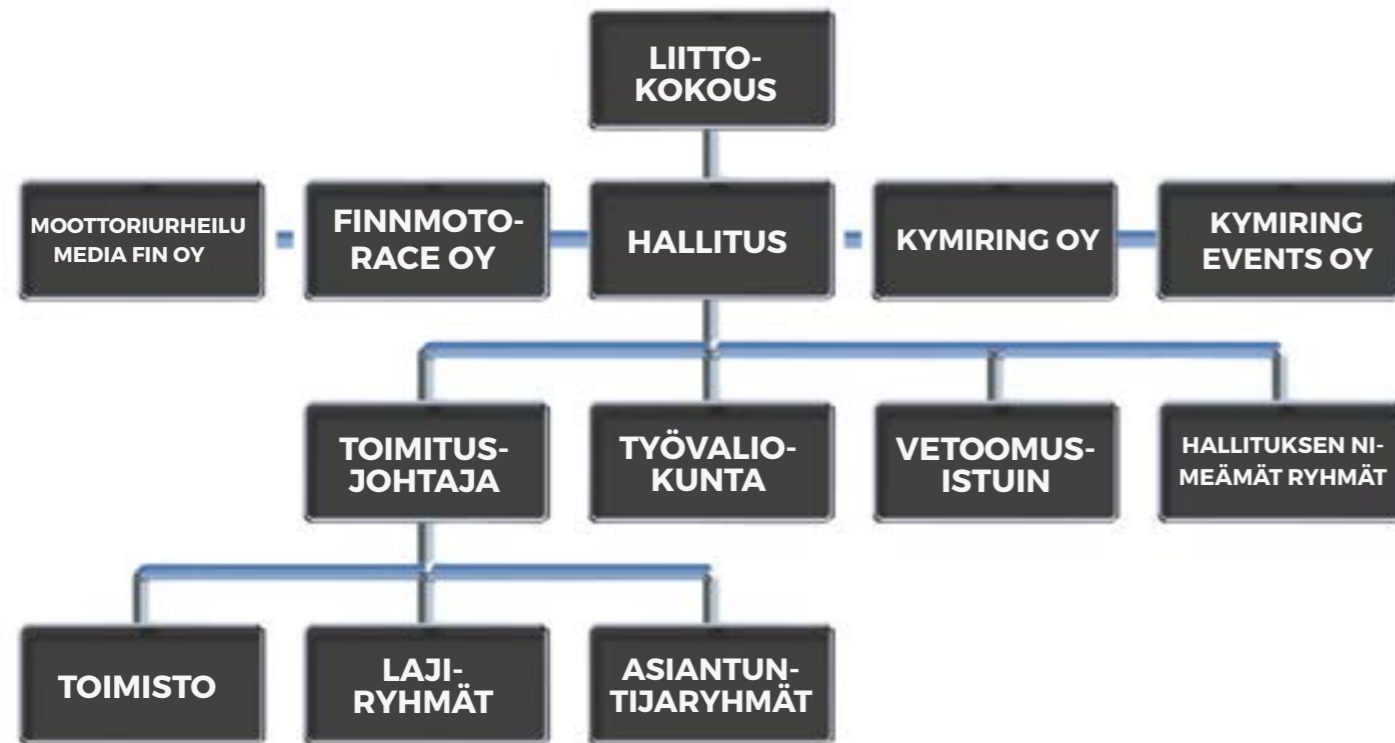 LIITTO-
KOKOUS
MOOTTORIURHEILU
MEDIA FIN OY
FINNMOTO-
RACE OY
HALLITUS
KYMIRING OY
KYMIRING
EVENTS OY
TOIMITUS-
JOHTAJA
TYÖVALIO-
KUNTA
VETOOMUS-
ISTUIN
HALLITUKSEN NI-
MEÄMÄT RYHMÄT
TOIMISTO
LAJI-
RYHMÄT
ASIANTUN-
TIJARYHMÄT